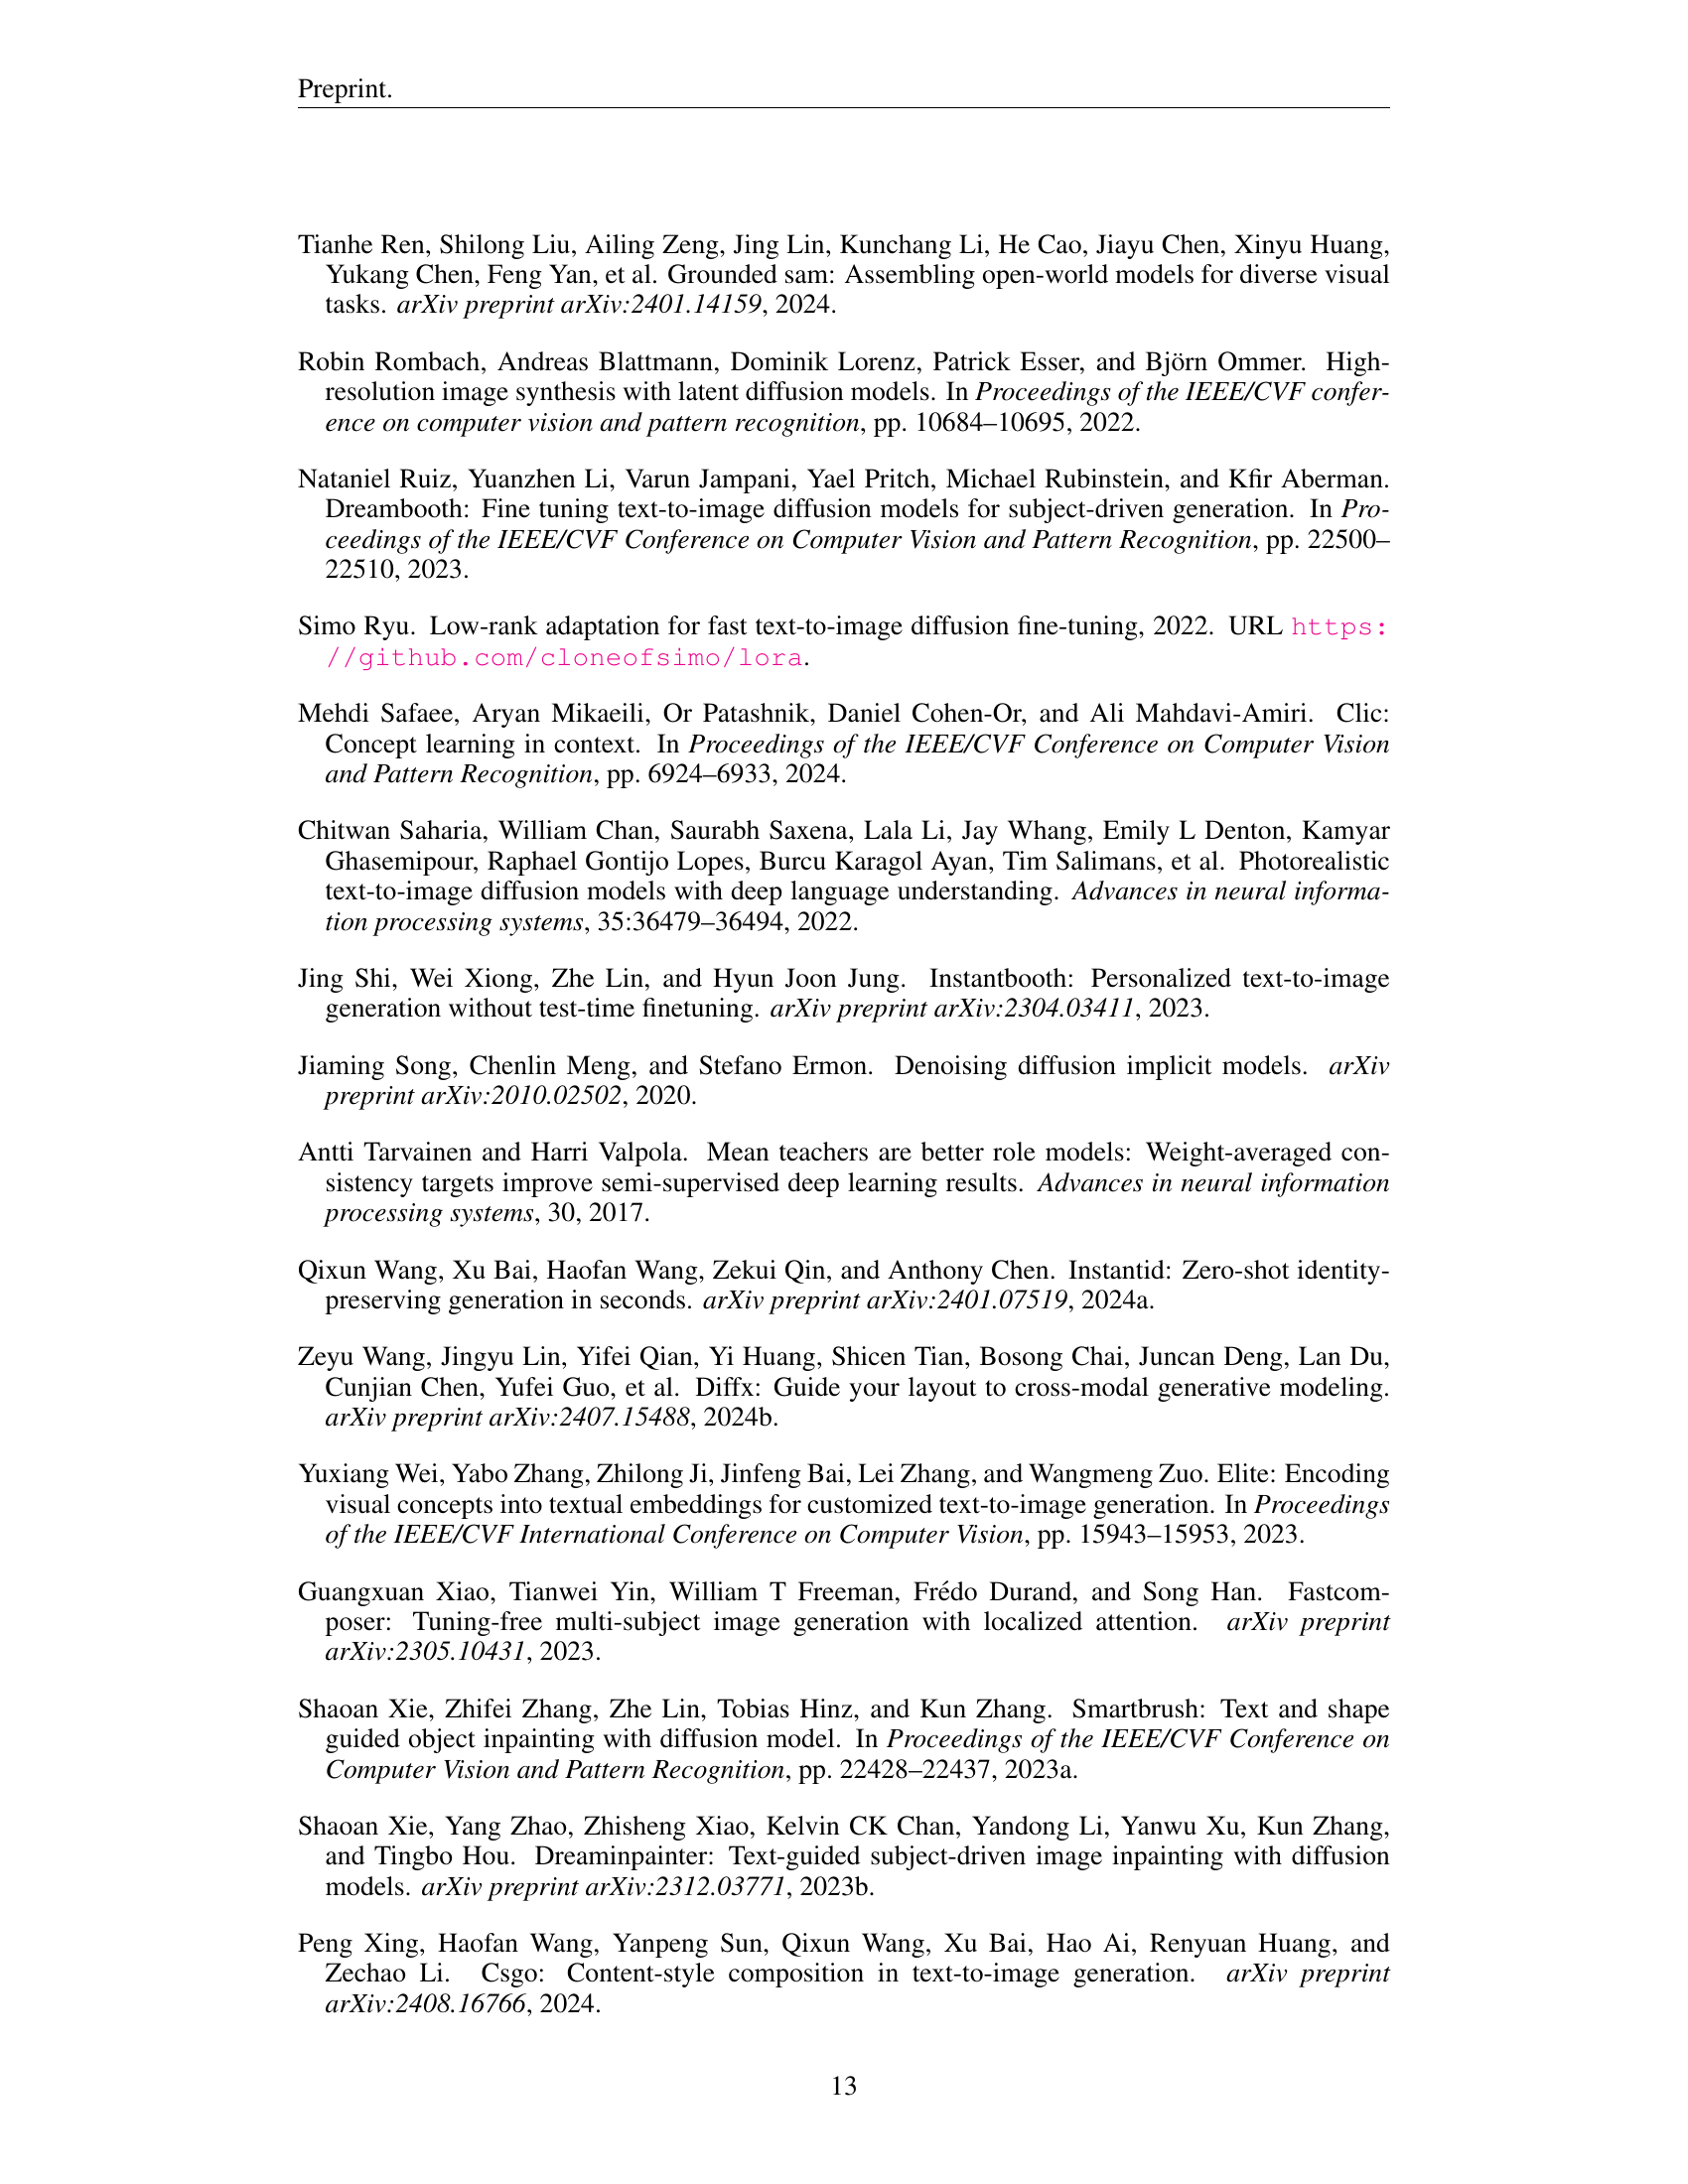 Preprint.
Tianhe Ren, Shilong Liu, Ailing Zeng, Jing Lin, Kunchang Li, He Cao, Jiayu Chen, Xinyu Huang,
Yukang Chen, Feng Yan, et al. Grounded sam: Assembling open-world models for diverse visual
tasks. arXiv preprint arXiv:2401.14159, 2024.
Robin Rombach, Andreas Blattmann, Dominik Lorenz, Patrick Esser, and Björn Ommer. High-
resolution image synthesis with latent diffusion models. In Proceedings of the IEEE/CVF confer-
ence on computer vision and pattern recognition, pp. 10684–10695, 2022.
Nataniel Ruiz, Yuanzhen Li, Varun Jampani, Yael Pritch, Michael Rubinstein, and Kfir Aberman.
Dreambooth: Fine tuning text-to-image diffusion models for subject-driven generation. In Pro-
ceedings of the IEEE/CVF Conference on Computer Vision and Pattern Recognition, pp. 22500–
22510, 2023.
Simo Ryu. Low-rank adaptation for fast text-to-image diffusion fine-tuning, 2022. URL https:
//github.com/cloneofsimo/lora.
Mehdi Safaee, Aryan Mikaeili, Or Patashnik, Daniel Cohen-Or, and Ali Mahdavi-Amiri. Clic:
Concept learning in context. In Proceedings of the IEEE/CVF Conference on Computer Vision
and Pattern Recognition, pp. 6924–6933, 2024.
Chitwan Saharia, William Chan, Saurabh Saxena, Lala Li, Jay Whang, Emily L Denton, Kamyar
Ghasemipour, Raphael Gontijo Lopes, Burcu Karagol Ayan, Tim Salimans, et al. Photorealistic
text-to-image diffusion models with deep language understanding. Advances in neural informa-
tion processing systems, 35:36479–36494, 2022.
Jing Shi, Wei Xiong, Zhe Lin, and Hyun Joon Jung. Instantbooth: Personalized text-to-image
generation without test-time finetuning. arXiv preprint arXiv:2304.03411, 2023.
Jiaming Song, Chenlin Meng, and Stefano Ermon. Denoising diffusion implicit models. arXiv
preprint arXiv:2010.02502, 2020.
Antti Tarvainen and Harri Valpola. Mean teachers are better role models: Weight-averaged con-
sistency targets improve semi-supervised deep learning results. Advances in neural information
processing systems, 30, 2017.
Qixun Wang, Xu Bai, Haofan Wang, Zekui Qin, and Anthony Chen. Instantid: Zero-shot identity-
preserving generation in seconds. arXiv preprint arXiv:2401.07519, 2024a.
Zeyu Wang, Jingyu Lin, Yifei Qian, Yi Huang, Shicen Tian, Bosong Chai, Juncan Deng, Lan Du,
Cunjian Chen, Yufei Guo, et al. Diffx: Guide your layout to cross-modal generative modeling.
arXiv preprint arXiv:2407.15488, 2024b.
Yuxiang Wei, Yabo Zhang, Zhilong Ji, Jinfeng Bai, Lei Zhang, and Wangmeng Zuo. Elite: Encoding
visual concepts into textual embeddings for customized text-to-image generation. In Proceedings
of the IEEE/CVF International Conference on Computer Vision, pp. 15943–15953, 2023.
Guangxuan Xiao, Tianwei Yin, William T Freeman, Frédo Durand, and Song Han. Fastcom-
poser: Tuning-free multi-subject image generation with localized attention. arXiv preprint
arXiv:2305.10431, 2023.
Shaoan Xie, Zhifei Zhang, Zhe Lin, Tobias Hinz, and Kun Zhang. Smartbrush: Text and shape
guided object inpainting with diffusion model. In Proceedings of the IEEE/CVF Conference on
Computer Vision and Pattern Recognition, pp. 22428–22437, 2023a.
Shaoan Xie, Yang Zhao, Zhisheng Xiao, Kelvin CK Chan, Yandong Li, Yanwu Xu, Kun Zhang,
and Tingbo Hou. Dreaminpainter: Text-guided subject-driven image inpainting with diffusion
models. arXiv preprint arXiv:2312.03771, 2023b.
Peng Xing, Haofan Wang, Yanpeng Sun, Qixun Wang, Xu Bai, Hao Ai, Renyuan Huang, and
Zechao Li. Csgo: Content-style composition in text-to-image generation. arXiv preprint
arXiv:2408.16766, 2024.
13